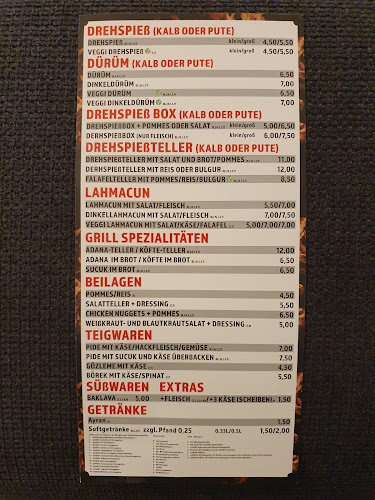 DREHSPIEß (KALB ODER PUTE)
DREHSPIEß klein/groß 4,50/5,50
VEGGI DREHSPIEß klein/groß 4,50/5,50
DÜRÜM (KALB ODER PUTE)
DÜRÜM 6,50
DINKELDÜRÜM 7,00
VEGGI DÜRÜM 6,50
VEGGI DINKELDÜRÜM 7,00
DREHSPIEß BOX (KALB ODER PUTE)
DREHSPIEßBOX + POMMES ODER SALAT klein/groß 5,00/6,50
DERHSPIEßBOX (NUR FLEISCH) klein/groß 6,00/7,50
DREHSPIEßTELLER (KALB ODER PUTE)
DREHSPIEßTELLER MIT SALAT UND BROT/POMMES 11,00
DERHSPIEßTELLER MIT REIS ODER BULGUR 12,00
FALAFELTELLER MIT POMMES/REIS/BULGUR 8,50
LAHMACUN
LAHMACUN MIT SALAT/FLEISCH 5,50/7,00
DINKELLAHMACUN MIT SALAT/FLEISCH 7,00/7,50
VEGGI LAHMACUN MIT SALAT/KÄSE/FALAFEL 5,00/7,00/7,00
GRILL SPEZIALITÄTEN
ADANA-TELLER / KÖFTE-TELLER 12,00
ADANA IM BROT / KÖFTE IM BROT 6,50
SUCUK IM BROT 6,50
BEILAGEN
POMMES/REIS 4,50
SALATTELLER + DRESSING 5,50
CHICKEN NUGGETS + POMMES 6,50
WEIßKRAUT- UND BLAUTKRAUTSALAT + DRESSING 5,00
TEIGWAREN
PIDE MIT KÄSE/HACKFLEISCH/GEMÜSE 7,00
PIDE MIT SUCUK UND KÄSE ÜBERBACKEN 7,50
GÖZLEME MIT KÄSE 4,50
BÖREK MIT KÄSE/SPINAT 5,50
SÜßWAREN EXTRAS
BAKLAVA 5,00 +FLEISCH +3 KÄSE (SCHEIBEN) 1,50
GETRÄNKE
Ayran 1,50
Softgetränke zzgl. Pfand 0,25 0,33L/0,5L 1,50/2,00